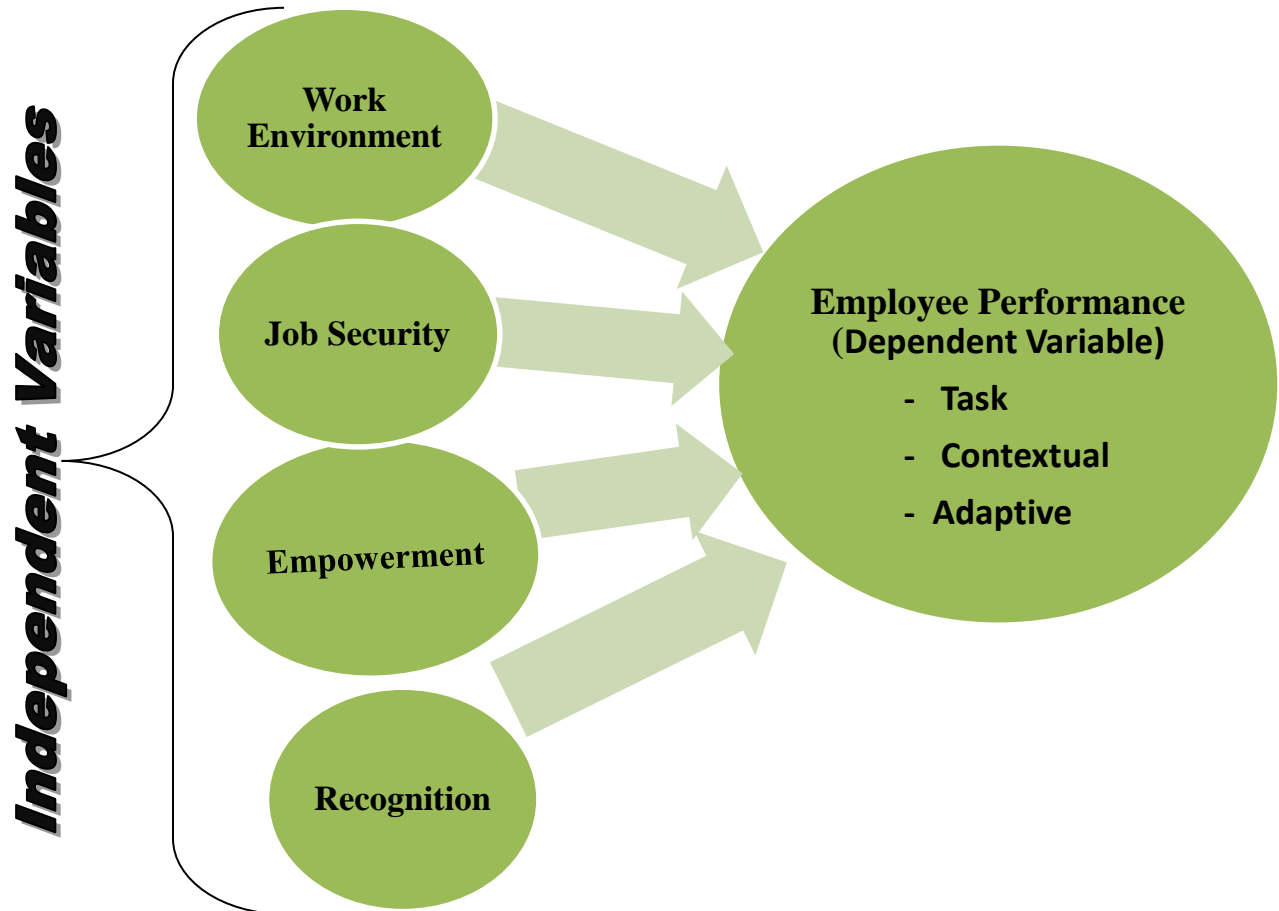 Independent Variables
Work
Environment
Job Security
Empowerment
Recognition
Employee Performance
(Dependent Variable)
- Task
- Contextual
- Adaptive